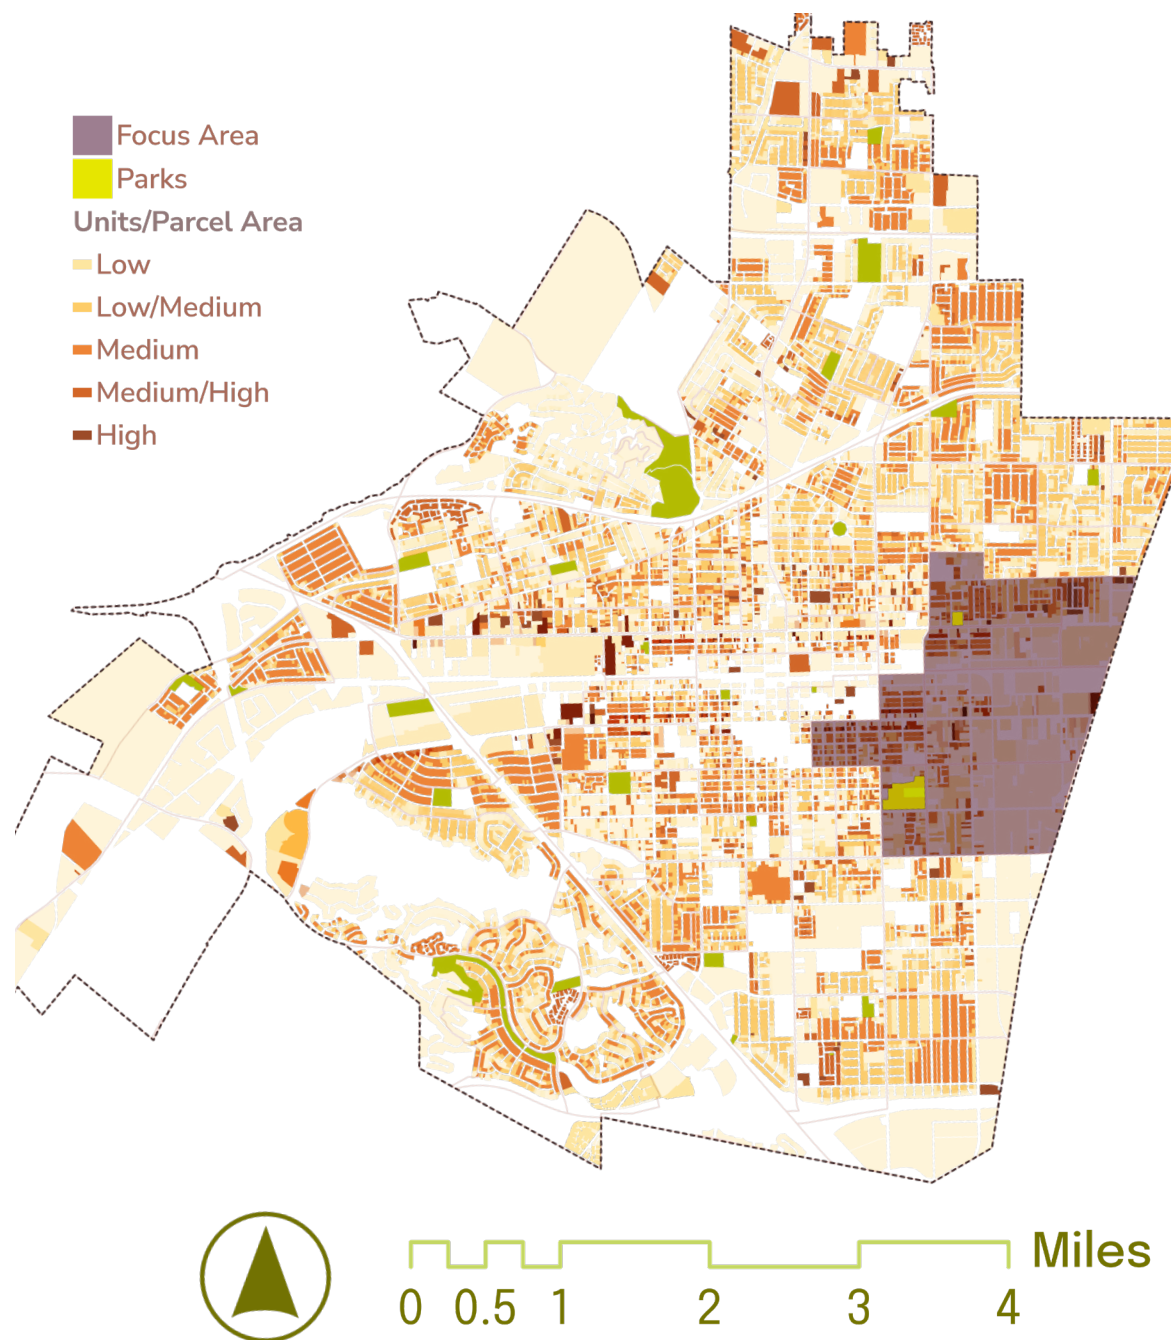 Focus Area
Parks
Units/Parcel Area
Low
Low/Medium
Medium
Medium/High
High
Miles
0 0.5 1 2 3 4